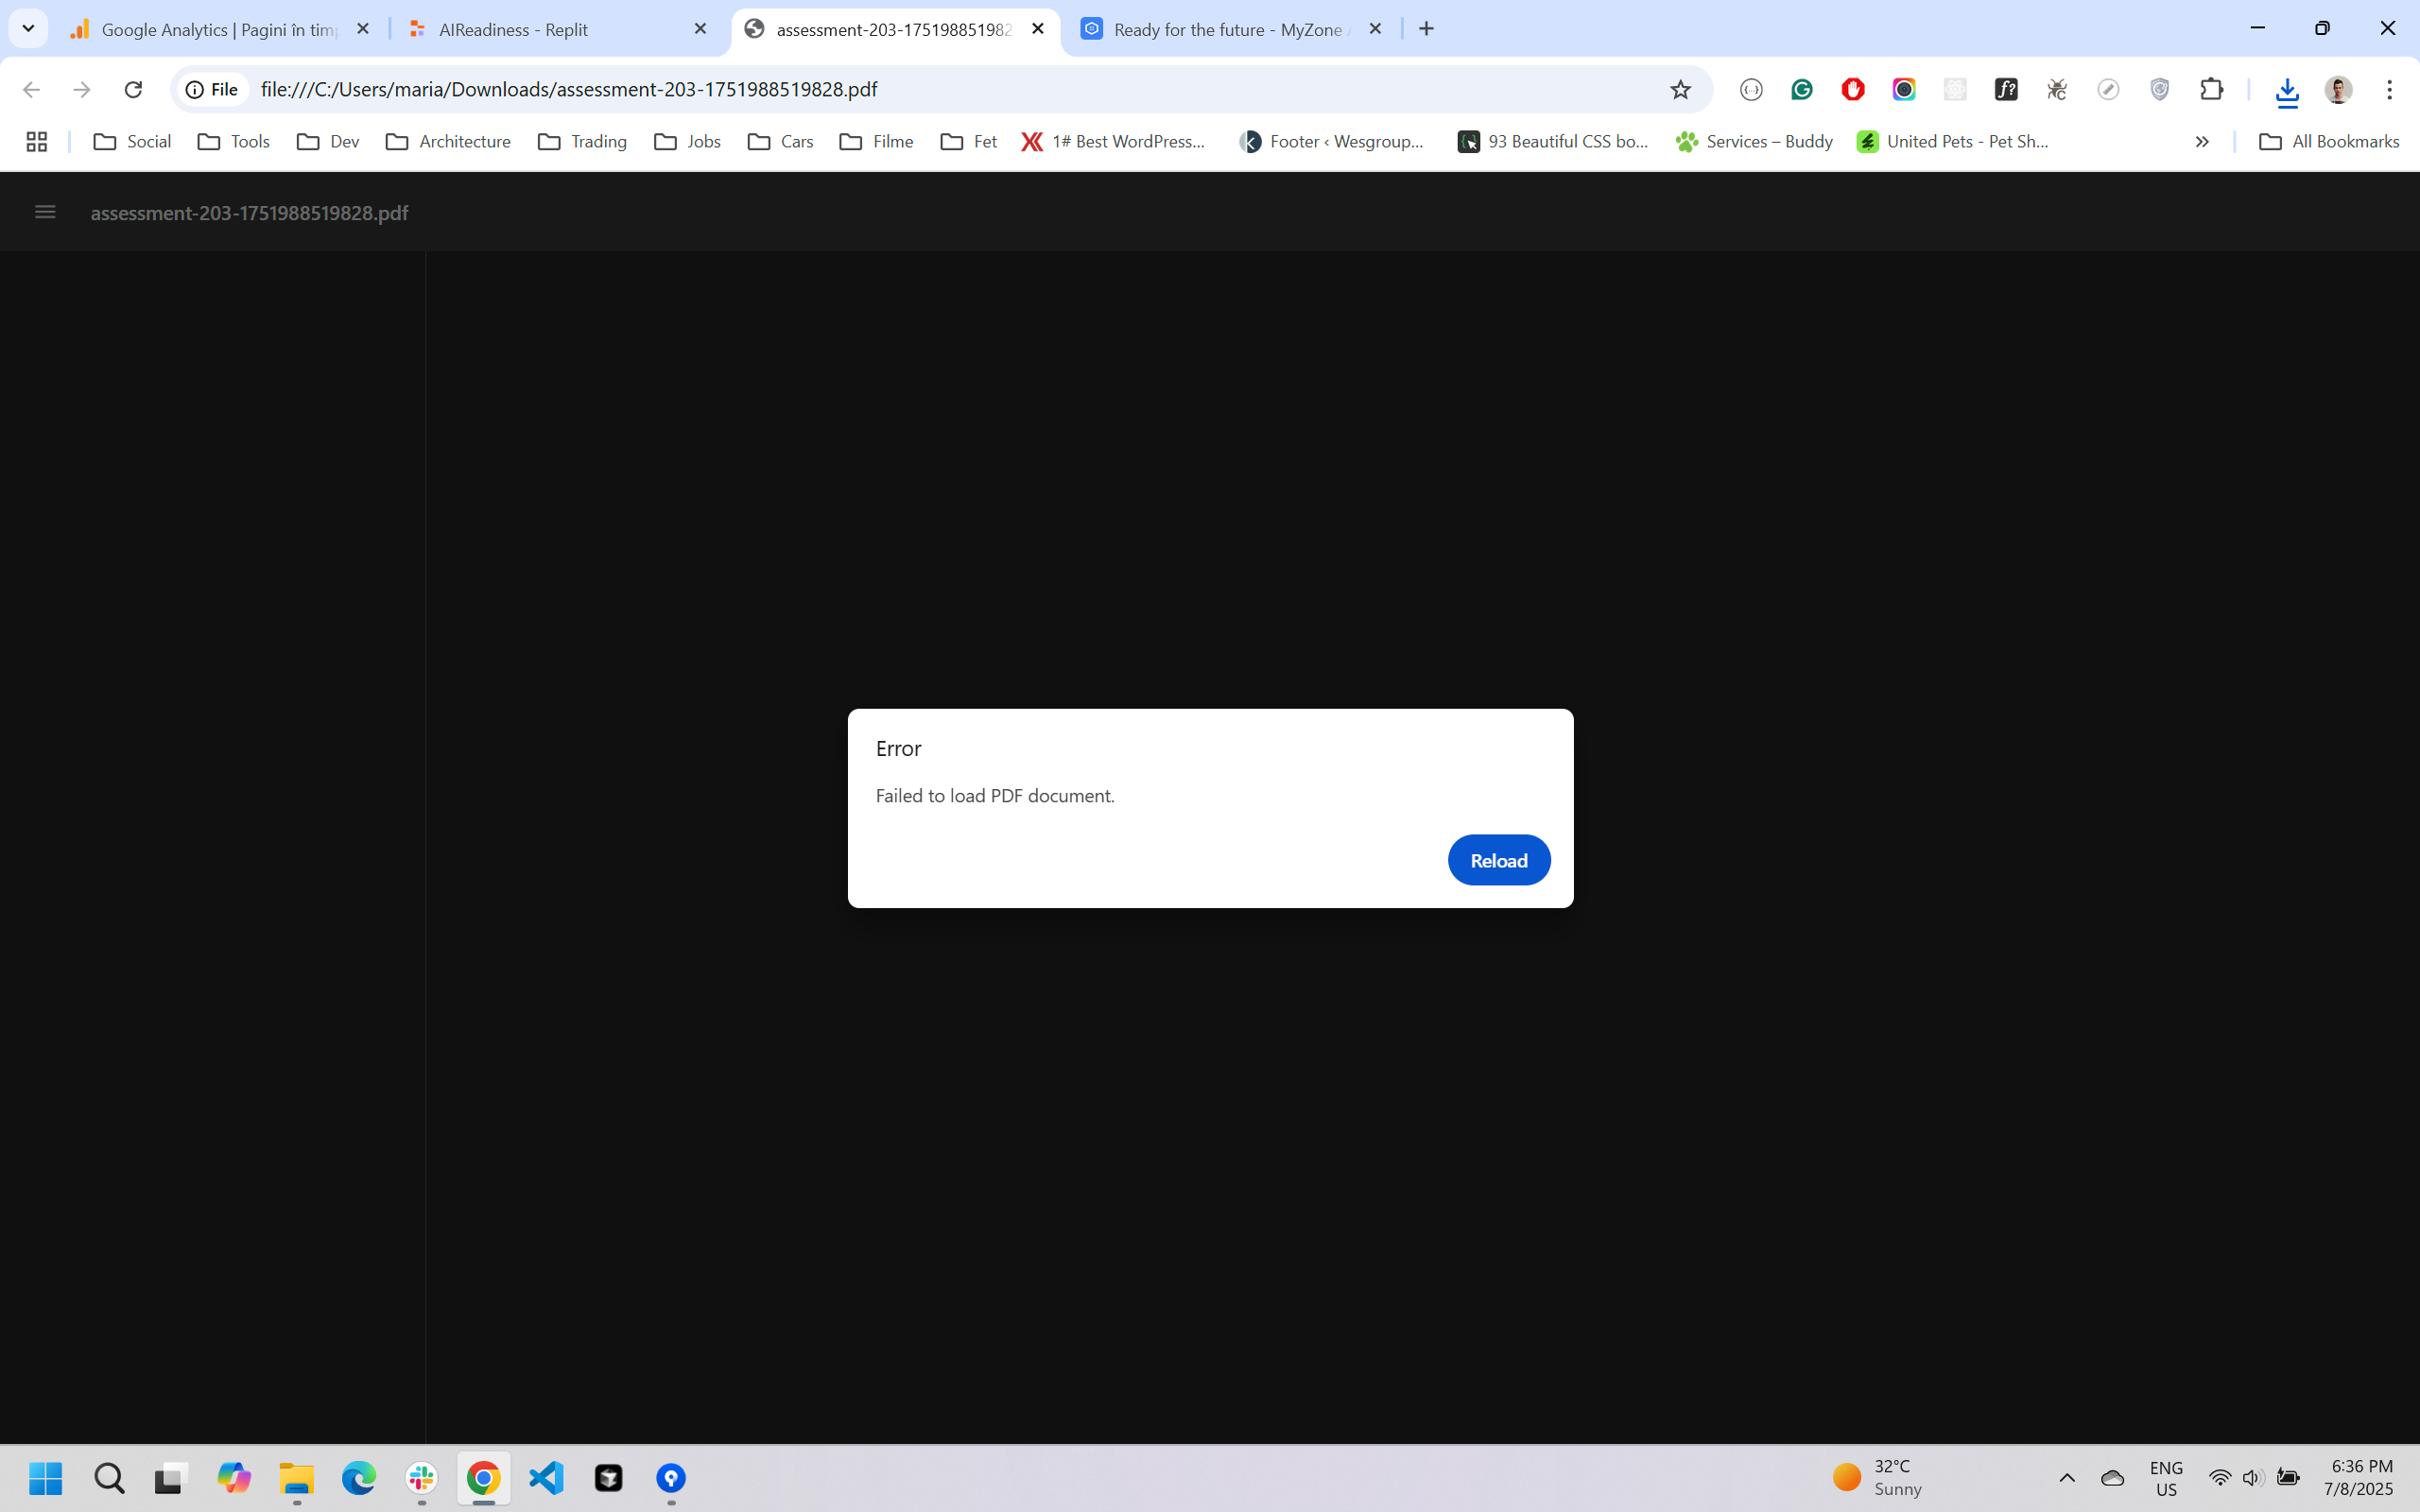 Google Analytics | Pagini în tim
AIReadiness - Replit
assessment-203-175198851982
Ready for the future - MyZone
File
file:///C:/Users/maria/Downloads/assessment-203-1751988519828.pdf
Social
Tools
Dev
Architecture
Trading
Jobs
Cars
Filme
Fet
1# Best WordPress...
Footer ‹ Wesgroup...
93 Beautiful CSS bo...
Services – Buddy
United Pets - Pet Sh...
All Bookmarks
assessment-203-1751988519828.pdf
Error
Failed to load PDF document.
Reload
32°C
Sunny
ENG
US
6:36 PM
7/8/2025